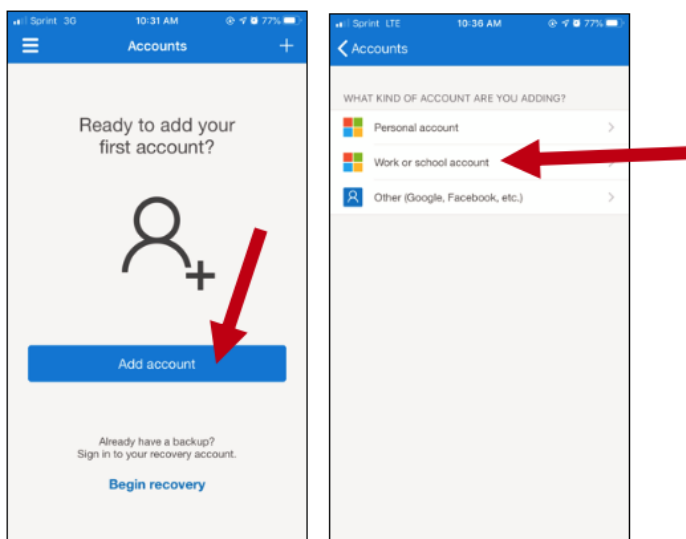 Sprint 3G 10:31 AM 77%
Accounts
Ready to add your
first account?
Add account
Already have a backup?
Sign in to your recovery account.
Begin recovery
Sprint LTE 10:36 AM 77%
Accounts
WHAT KIND OF ACCOUNT ARE YOU ADDING?
Personal account
Work or school account
Other (Google, Facebook, etc.)